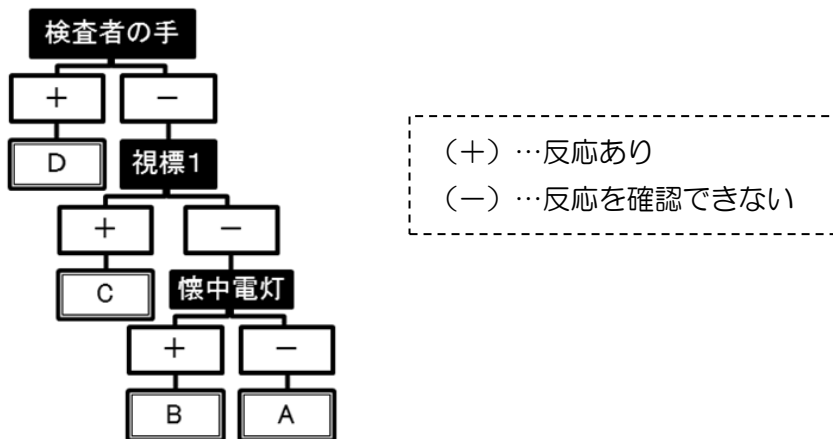 検査者の手
＋ －
D 視標1
＋ －
C 懐中電灯
＋ －
B A
（＋）…反応あり
（－）…反応を確認できない